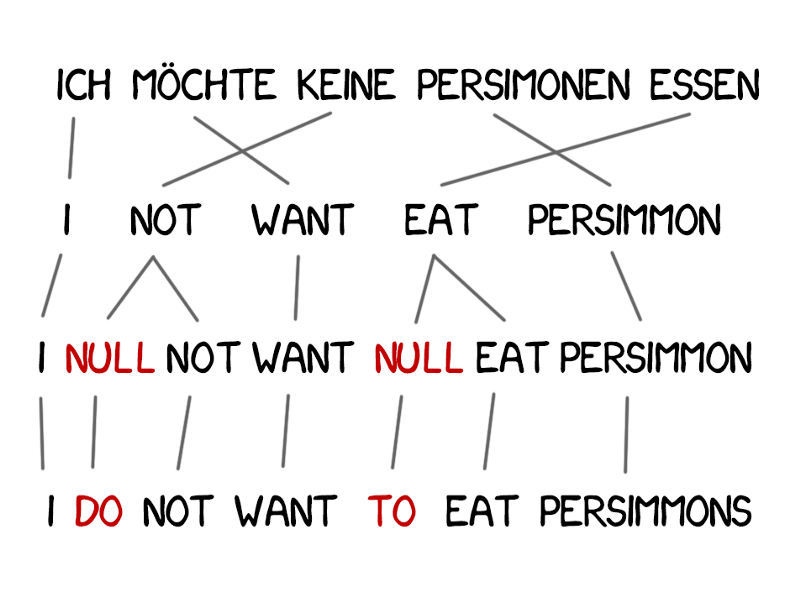 ICH MÖCHTE KEINE PERSIMONEN ESSEN
I NOT WANT EAT PERSIMMON
I NULL NOT WANT NULL EAT PERSIMMON
I DO NOT WANT TO EAT PERSIMMONS